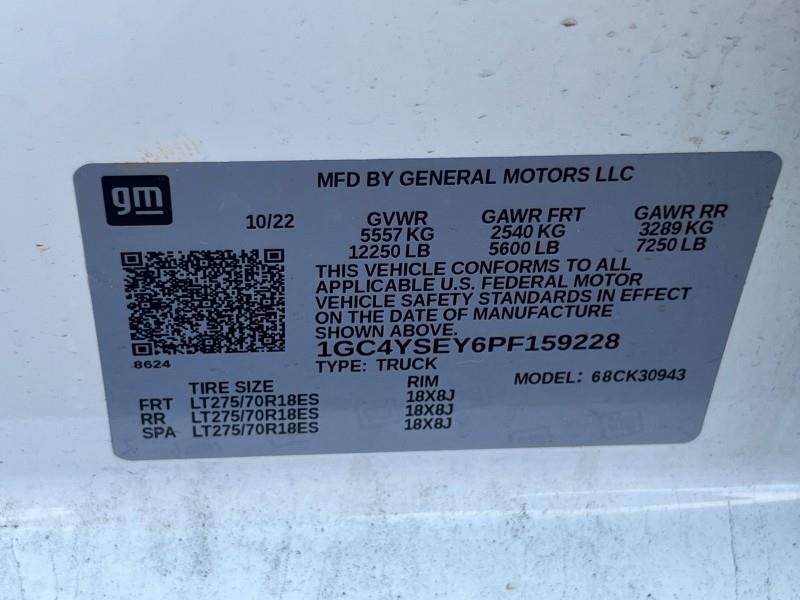 gm
MFD BY GENERAL MOTORS LLC
10/22 GVWR GAWR FRT GAWR RR
5557 KG 2540 KG 3289 KG
12250 LB 5600 LB 7250 LB
THIS VEHICLE CONFORMS TO ALL
APPLICABLE U.S. FEDERAL MOTOR
VEHICLE SAFETY STANDARDS IN EFFECT
ON THE DATE OF MANUFACTURE
SHOWN ABOVE.
1GC4YSEY6PF159228
8624
TYPE: TRUCK MODEL: 68CK30943
TIRE SIZE RIM
FRT LT275/70R18ES 18X8J
RR LT275/70R18ES 18X8J
SPA LT275/70R18ES 18X8J